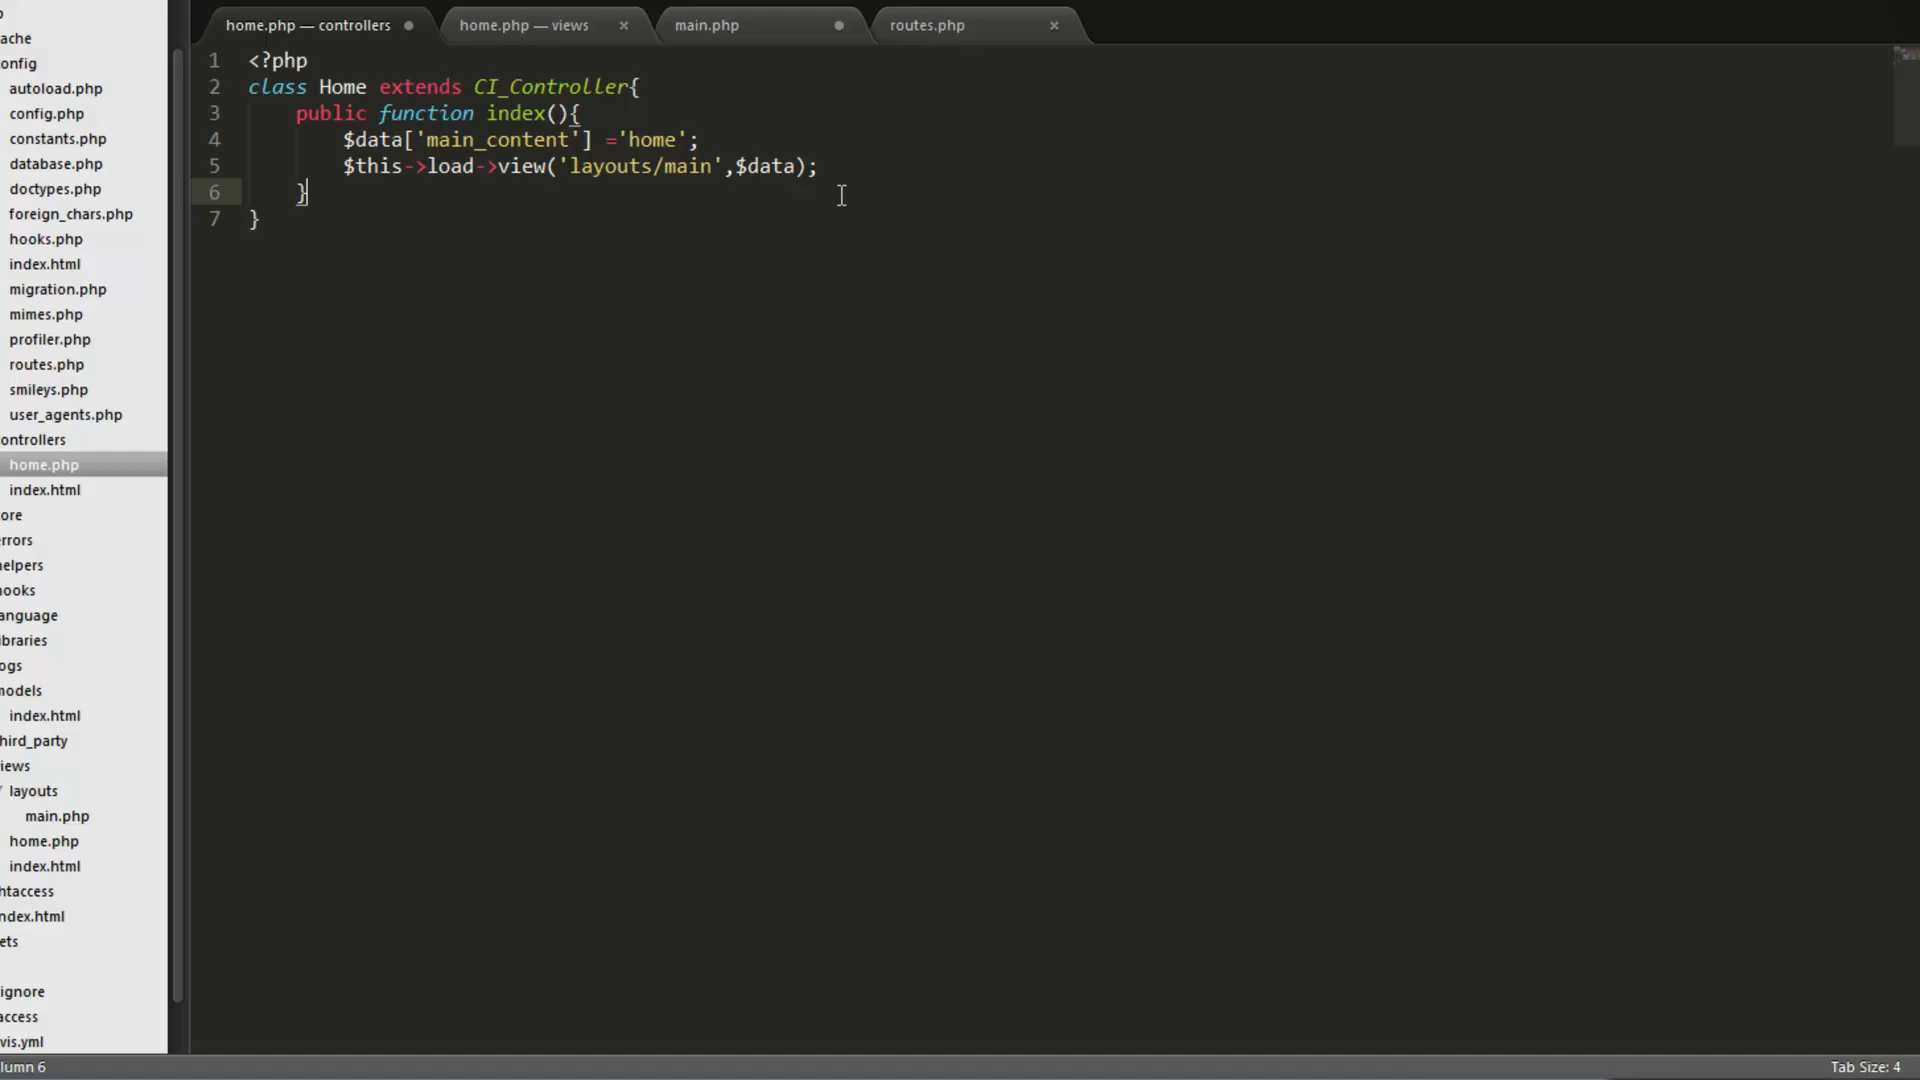 home.php — controllers
home.php — views ×
main.php
routes.php ×
ache
onfig
autoload.php
config.php
constants.php
database.php
doctypes.php
foreign_chars.php
hooks.php
index.html
migration.php
mimes.php
profiler.php
routes.php
smileys.php
user_agents.php
ontrollers
home.php
index.html
ore
errors
helpers
hooks
anguage
ibraries
ogs
models
index.html
hird_party
iews
layouts
main.php
home.php
index.html
htaccess
ndex.html
ets
ignore
access
vis.yml
1 <?php
2 class Home extends CI_Controller{
3 public function index(){
4 $data['main_content'] ='home';
5 $this->load->view('layouts/main',$data);
6 }
7 }
lumn 6
Tab Size: 4